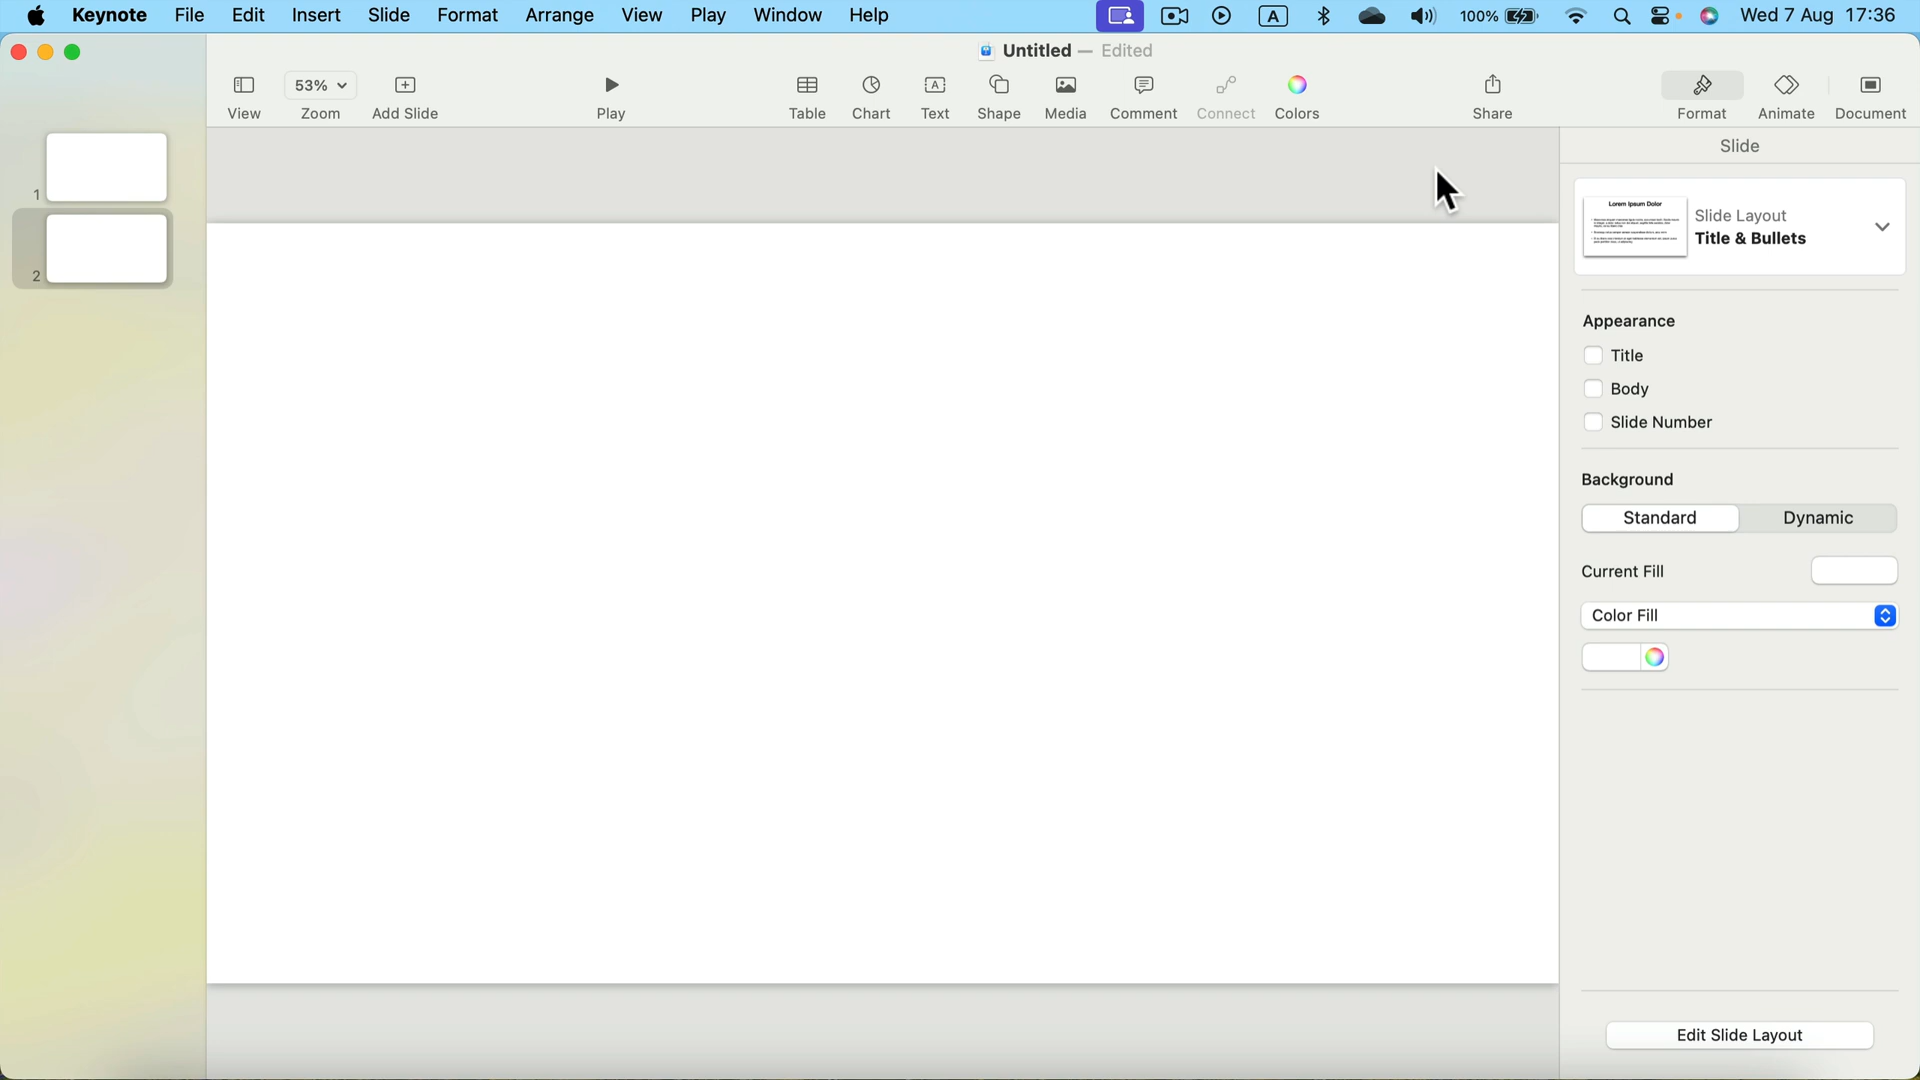 Keynote File Edit Insert Slide Format Arrange View Play Window Help A 100% Wed 7 Aug 17:36
Untitled — Edited
53%
View Zoom Add Slide Play Table Chart Text Shape Media Comment Connect Colors Share Format Animate Document
Slide
1
2
Lorem Ipsum Dolor
Slide Layout
Title & Bullets
Appearance
Title
Body
Slide Number
Background
Standard Dynamic
Current Fill
Color Fill
Edit Slide Layout